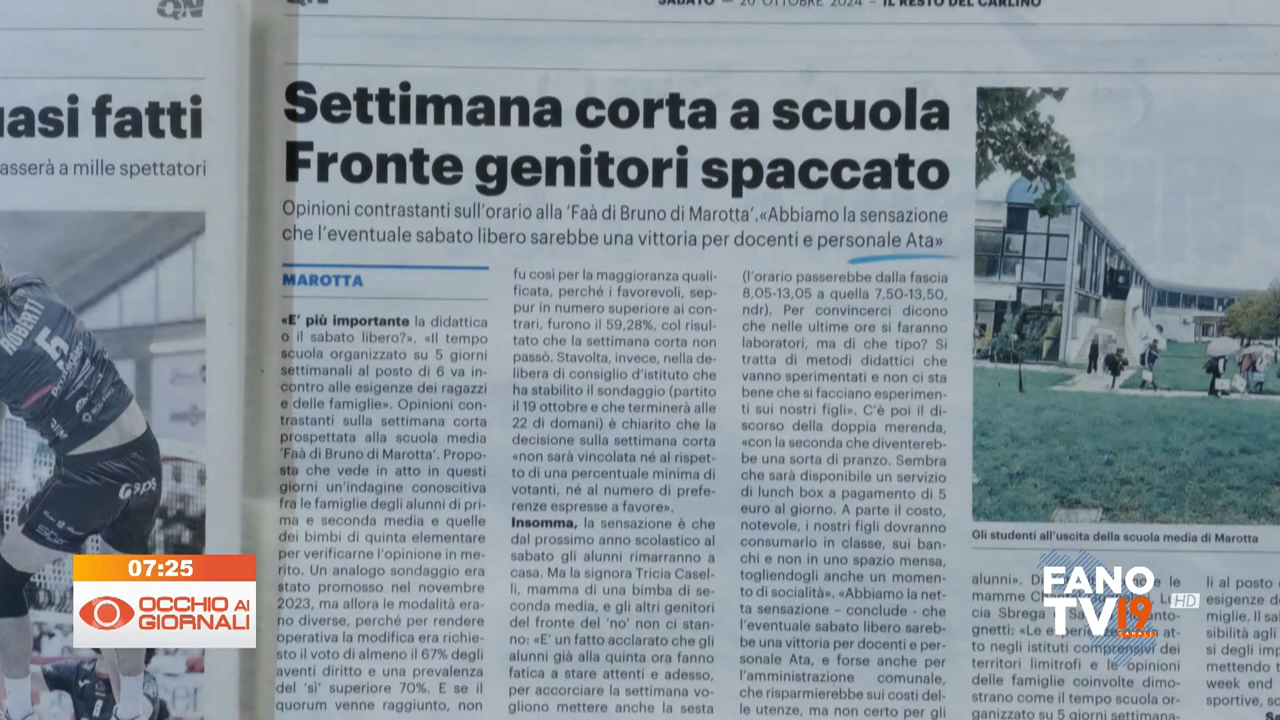 QN
SABATO — 26 OTTOBRE 2024 – IL RESTO DEL CARLINO
uasi fatti
asserà a mille spettatori
ROBERTI
5
Settimana corta a scuola
Fronte genitori spaccato
Opinioni contrastanti sull'orario alla 'Faà di Bruno di Marotta'.«Abbiamo la sensazione
che l'eventuale sabato libero sarebbe una vittoria per docenti e personale Ata»
MAROTTA
«E' più importante la didattica
o il sabato libero?». «Il tempo
scuola organizzato su 5 giorni
settimanali al posto di 6 va in-
contro alle esigenze dei ragazzi
e delle famiglie». Opinioni con-
trastanti sulla settimana corta
prospettata alla scuola media
'Faà di Bruno di Marotta'. Propo-
sta che vede in atto in questi
giorni un'indagine conoscitiva
fra le famiglie degli alunni di pri-
ma e seconda media e quelle
dei bimbi di quinta elementare
per verificarne l'opinione in me-
rito. Un analogo sondaggio era
stato promosso nel novembre
2023, ma allora le modalità era-
no diverse, perché per rendere
operativa la modifica era richie-
sto il voto di almeno il 67% degli
aventi diritto e una prevalenza
del 'sì' superiore 70%. E se il
quorum venne raggiunto, non
fu così per la maggioranza quali-
ficata, perché i favorevoli, sep-
pur in numero superiore ai con-
trari, furono il 59,28%, col risul-
tato che la settimana corta non
passò. Stavolta, invece, nella de-
libera di consiglio d'istituto che
ha stabilito il sondaggio (partito
il 19 ottobre e che terminerà alle
22 di domani) è chiarito che la
decisione sulla settimana corta
«non sarà vincolata né al rispet-
to di una percentuale minima di
votanti, né al numero di prefe-
renze espresse a favore».
Insomma, la sensazione è che
dal prossimo anno scolastico al
sabato gli alunni rimarranno a
casa. Ma la signora Tricia Casel-
li, mamma di una bimba di se-
conda media, e gli altri genitori
del fronte del 'no' non ci stan-
no: «E' un fatto acclarato che gli
alunni già alla quinta ora fanno
fatica a stare attenti e adesso,
per accorciare la settimana vo-
gliono mettere anche la sesta
(l'orario passerebbe dalla fascia
8,05-13,05 a quella 7,50-13,50,
ndr). Per convincerci dicono
che nelle ultime ore si faranno
laboratori, ma di che tipo? Si
tratta di metodi didattici che
vanno sperimentati e non ci sta
bene che si facciano esperimen-
ti sui nostri figli». C'è poi il di-
scorso della doppia merenda,
«con la seconda che diventereb-
be una sorta di pranzo. Sembra
che sarà disponibile un servizio
di lunch box a pagamento di 5
euro al giorno. A parte il costo,
notevole, i nostri figli dovranno
consumarlo in classe, sui ban-
chi e non in uno spazio mensa,
togliendogli anche un momen-
to di socialità». «Abbiamo la net-
ta sensazione – conclude - che
l'eventuale sabato libero sareb-
be una vittoria per docenti e per-
sonale Ata, e forse anche per
l'amministrazione comunale,
che risparmierebbe sui costi del-
le utenze, ma non certo per gli
Gli studenti all'uscita della scuola media di Marotta
alunni». D le
mamme
cia Sbrega
gnetti: «Le at-
to negli istituti comprensivi dei
territori limitrofi e le opinioni
delle famiglie coinvolte dimo-
strano come il tempo scuola or-
ganizzato su 5 giorni settimana-
li al posto
esigenze d
miglie. Il sa
sibilità agli
si degli imp
mettendo
week end
sportive, s
07:25
OCCHIO AI
GIORNALI
FANO
TV19
CANALE
HD